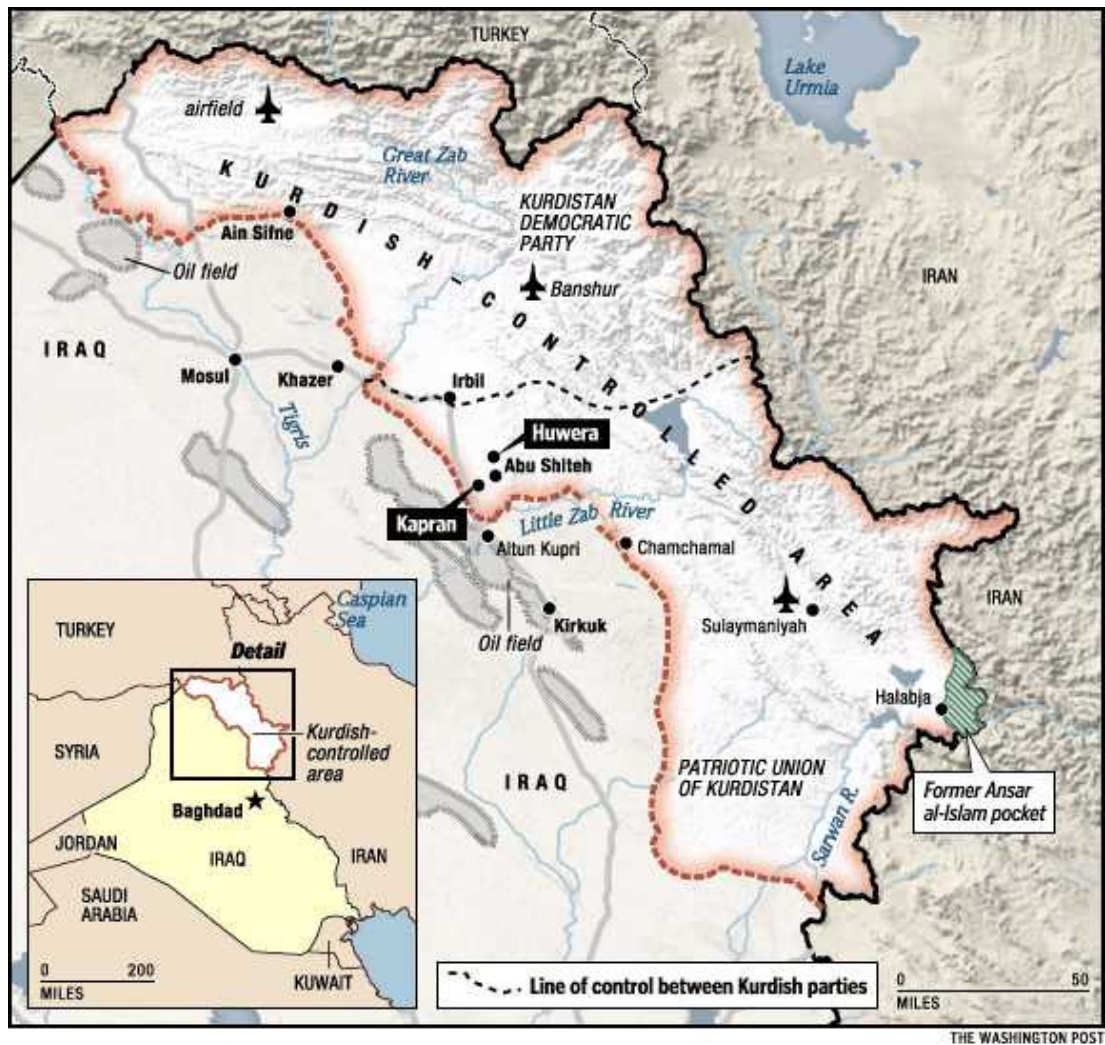 TURKEY
Lake
Urmia
airfield
Great Zab
River
KURDISH-CONTROLLED AREA
KURDISTAN
DEMOCRATIC
PARTY
Ain Sifne
Oil field
Banshur
IRAN
IRAQ
Mosul
Khazer
Irbil
Tigris
Huwera
Abu Shiteh
Kapran
Little Zab River
Altun Kupri
Chamchamal
Kirkuk
Oil field
Sulaymaniyah
IRAN
Halabja
IRAQ
PATRIOTIC UNION
OF KURDISTAN
Sarwan R.
Former Ansar
al-Islam pocket
Caspian
Sea
TURKEY
Detail
SYRIA
Kurdish-
controlled
area
Baghdad
JORDAN
IRAQ
IRAN
SAUDI
ARABIA
KUWAIT
0 200
MILES
Line of control between Kurdish parties
0 50
MILES
THE WASHINGTON POST